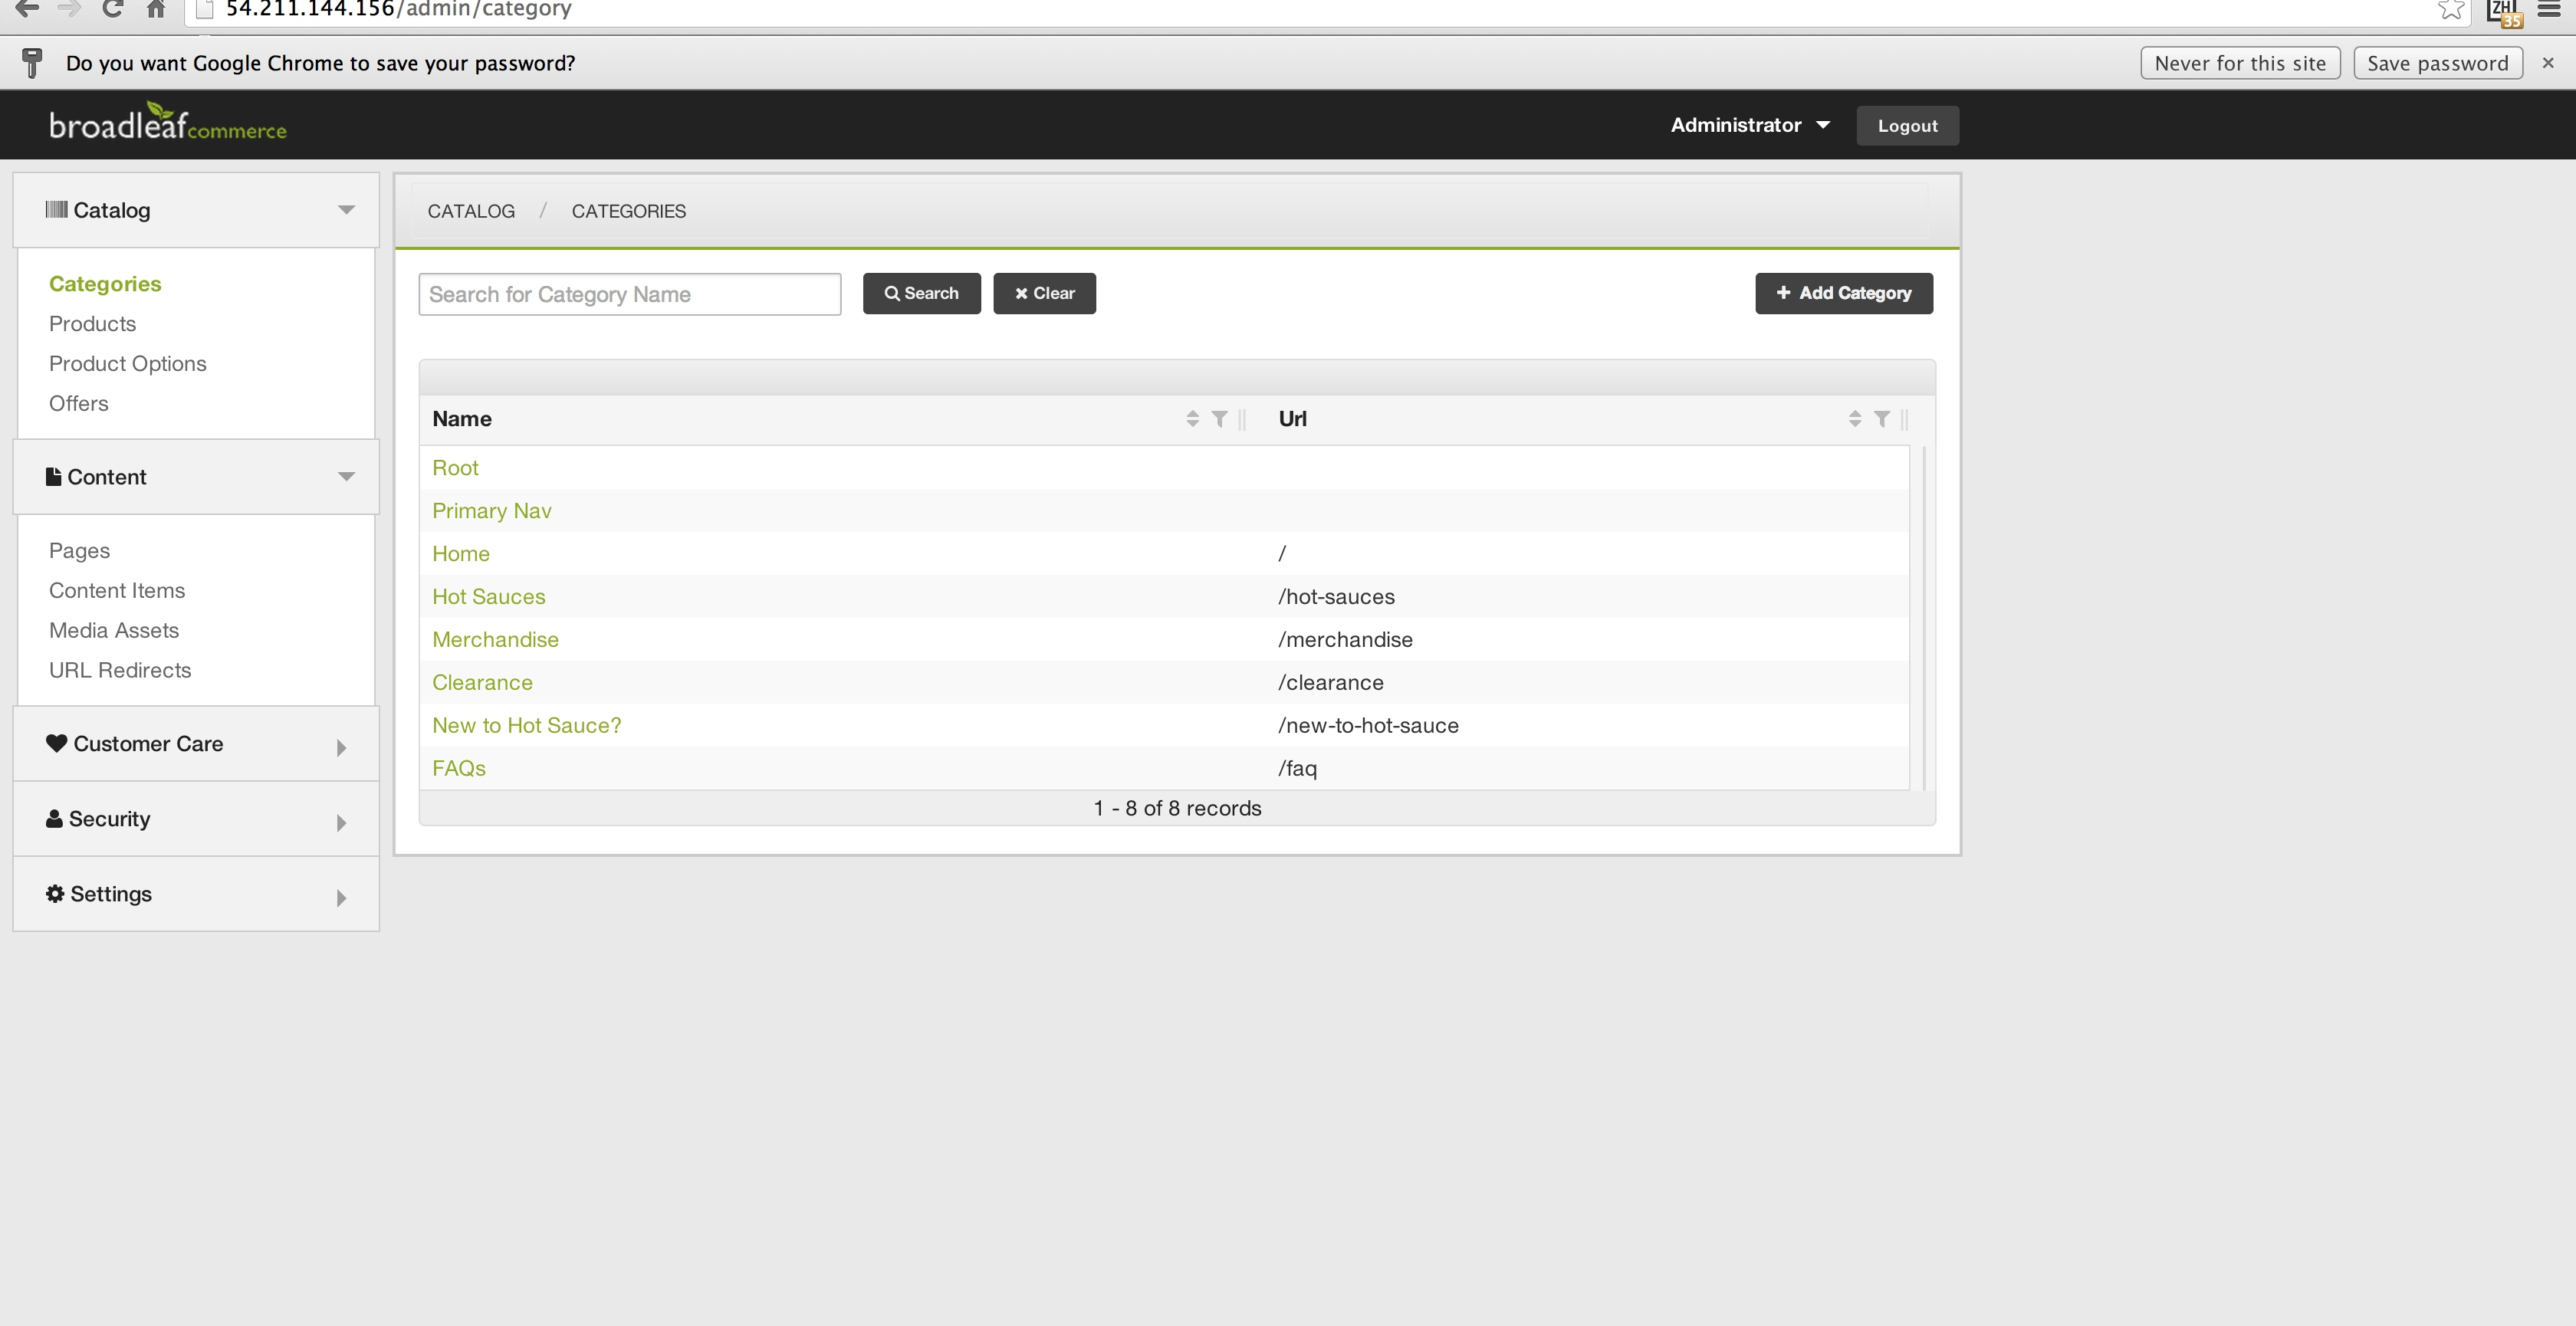 54.211.144.156/admin/category
ZH
35
Do you want Google Chrome to save your password?
Never for this site
Save password
broadleafcommerce
Administrator
Logout
Catalog
Categories
Products
Product Options
Offers
Content
Pages
Content Items
Media Assets
URL Redirects
Customer Care
Security
Settings
CATALOG / CATEGORIES
Search for Category Name
Search
Clear
+ Add Category
Name Url
Root
Primary Nav
Home /
Hot Sauces /hot-sauces
Merchandise /merchandise
Clearance /clearance
New to Hot Sauce? /new-to-hot-sauce
FAQs /faq
1 - 8 of 8 records